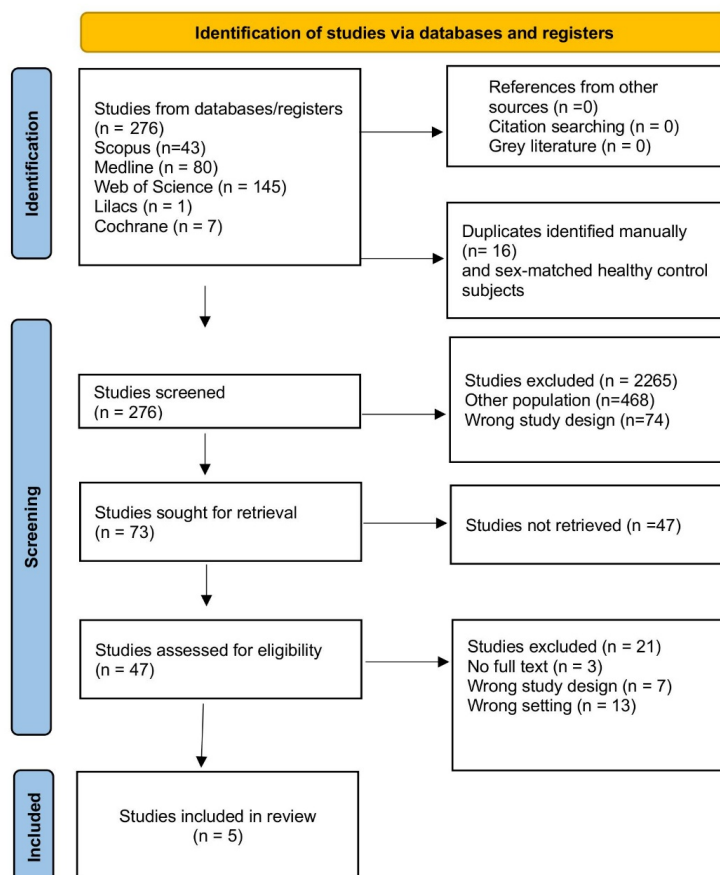 Identification of studies via databases and registers
Identification
Studies from databases/registers
(n = 276)
Scopus (n=43)
Medline (n = 80)
Web of Science (n = 145)
Lilacs (n = 1)
Cochrane (n = 7)
References from other
sources (n =0)
Citation searching (n = 0)
Grey literature (n = 0)
Duplicates identified manually
(n= 16)
and sex-matched healthy control
subjects
Screening
Studies screened
(n = 276)
Studies excluded (n = 2265)
Other population (n=468)
Wrong study design (n=74)
Studies sought for retrieval
(n = 73)
Studies not retrieved (n =47)
Studies assessed for eligibility
(n = 47)
Studies excluded (n = 21)
No full text (n = 3)
Wrong study design (n = 7)
Wrong setting (n = 13)
Included
Studies included in review
(n = 5)